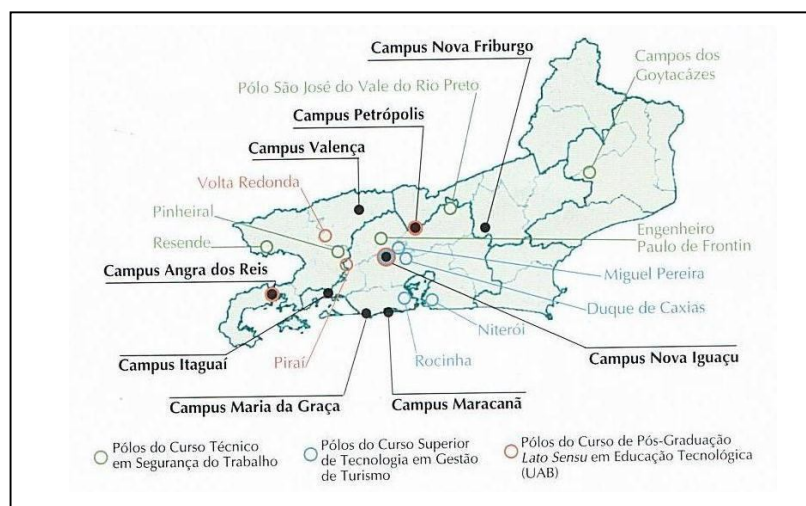 Campus Nova Friburgo
Campos dos
Goytacázes
Pólo São José do Vale do Rio Preto
Campus Petrópolis
Campus Valença
Volta Redonda
Pinheiral
Resende
Engenheiro
Paulo de Frontin
Campus Angra dos Reis
Miguel Pereira
Duque de Caxias
Niterói
Campus Itaguaí
Piraí
Rocinha
Campus Nova Iguaçu
Campus Maria da Graça
Campus Maracanã
Pólos do Curso Técnico
em Segurança do Trabalho
Pólos do Curso Superior
de Tecnologia em Gestão
de Turismo
Pólos do Curso de Pós-Graduação
Lato Sensu em Educação Tecnológica
(UAB)